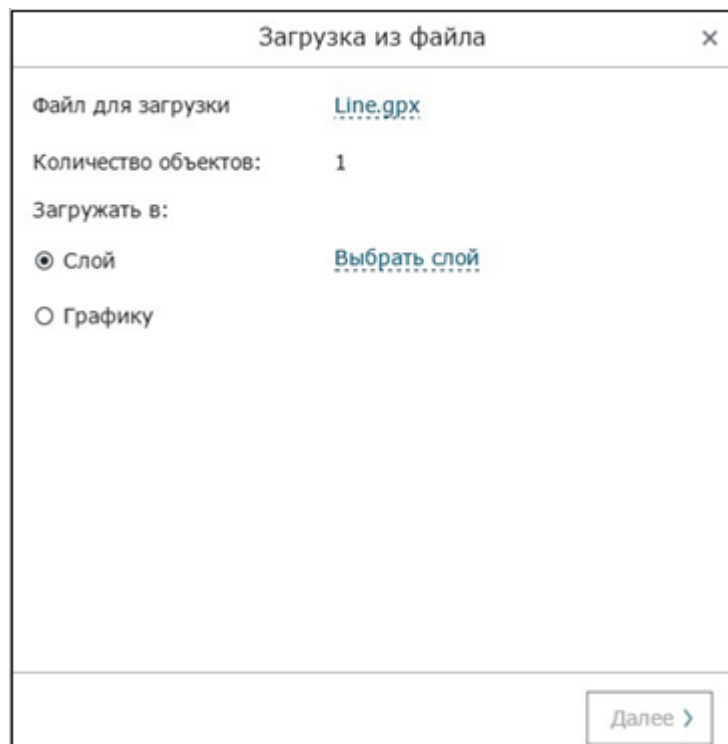 Загрузка из файла
Файл для загрузки Line.gpx
Количество объектов: 1
Загружать в:
Слой Выбрать слой
Графику
Далее